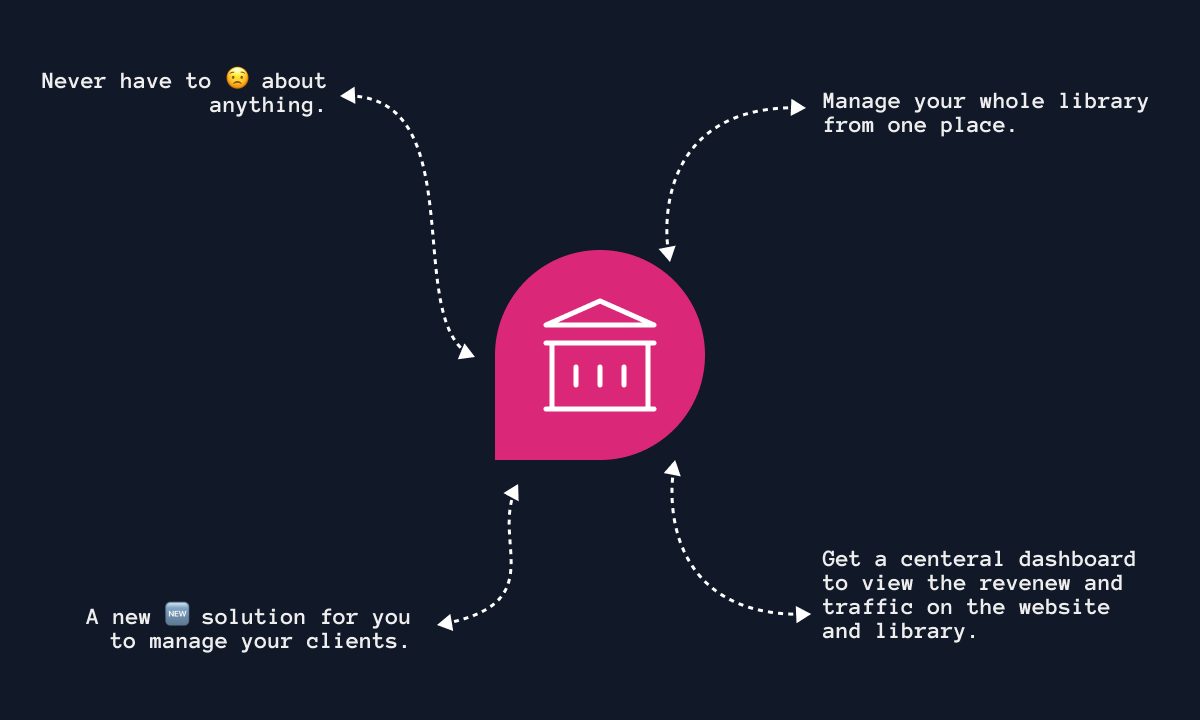 Never have to 😟 about
anything.
Manage your whole library
from one place.
A new 🆕 solution for you
to manage your clients.
Get a centeral dashboard
to view the revenew and
traffic on the website
and library.